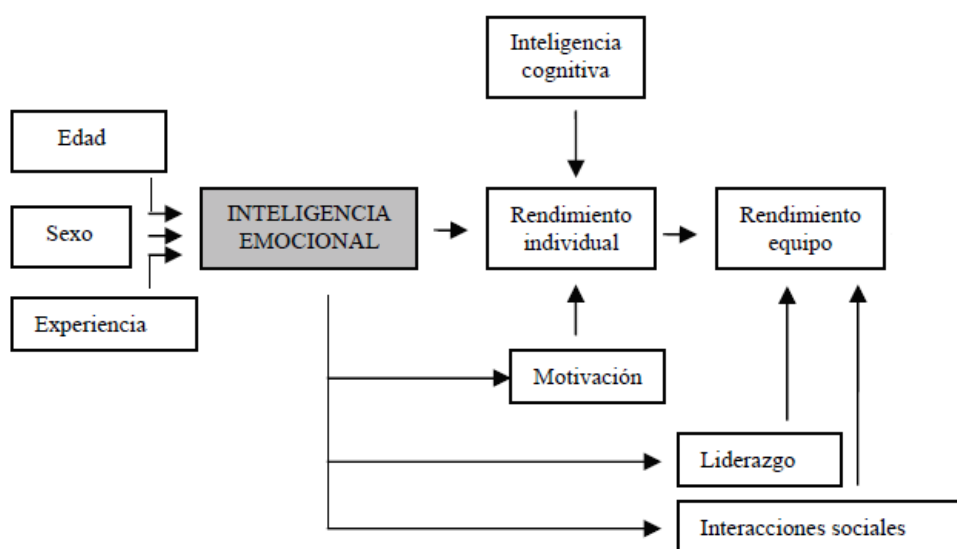 Inteligencia
cognitiva
Edad
INTELIGENCIA
EMOCIONAL
Rendimiento
individual
Rendimiento
equipo
Sexo
Experiencia
Motivación
Liderazgo
Interacciones sociales